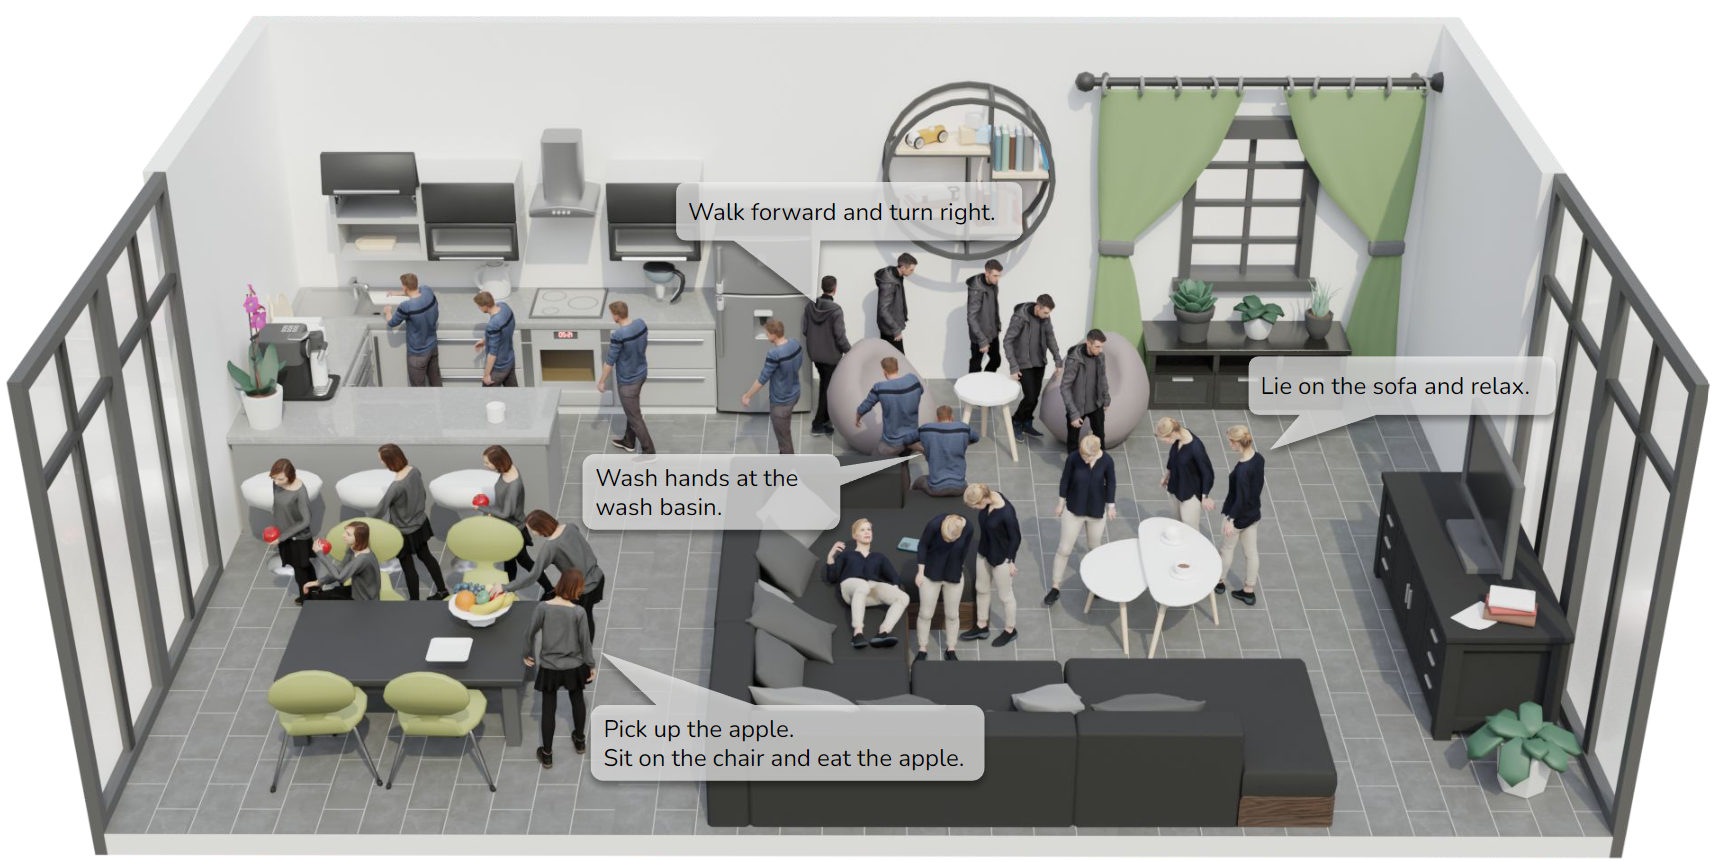 Walk forward and turn right.
Lie on the sofa and relax.
Wash hands at the
wash basin.
Pick up the apple.
Sit on the chair and eat the apple.